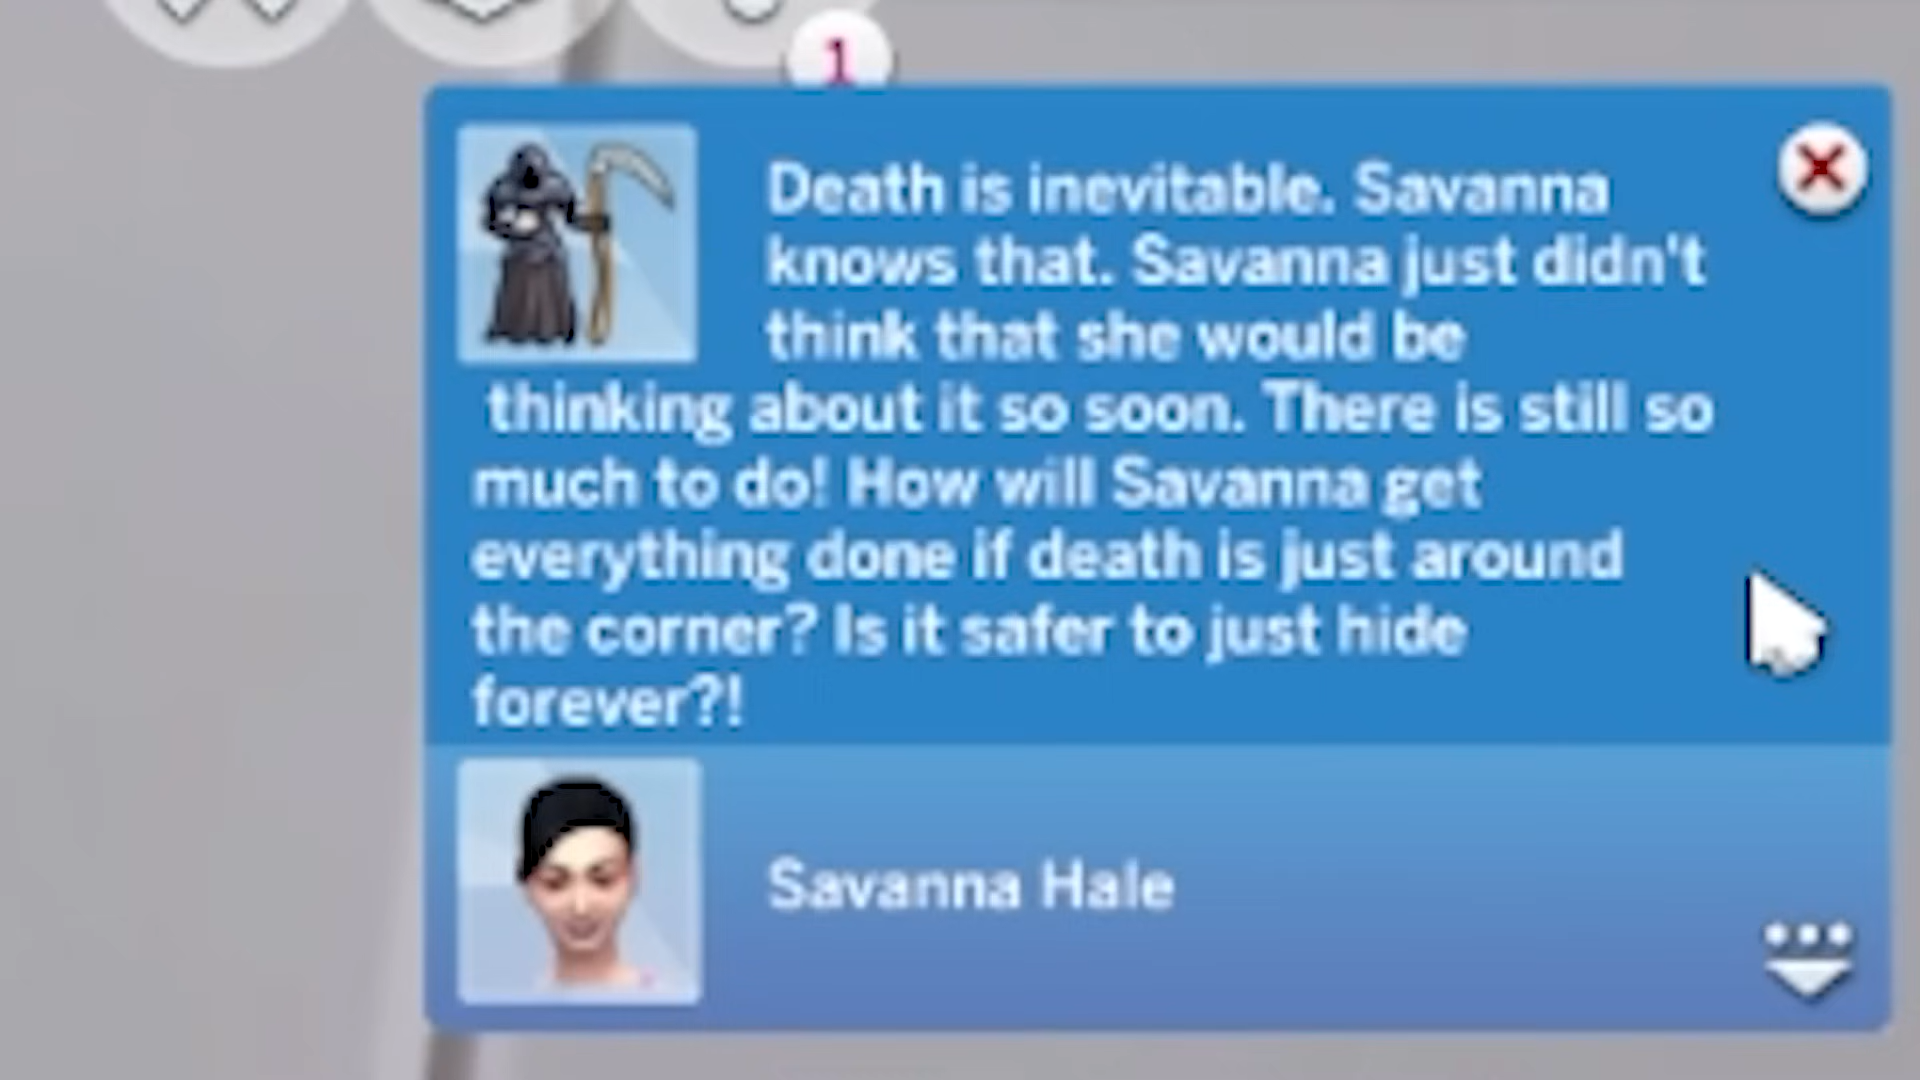 1
Death is inevitable. Savanna
knows that. Savanna just didn't
think that she would be
thinking about it so soon. There is still so
much to do! How will Savanna get
everything done if death is just around
the corner? Is it safer to just hide
forever?!
Savanna Hale